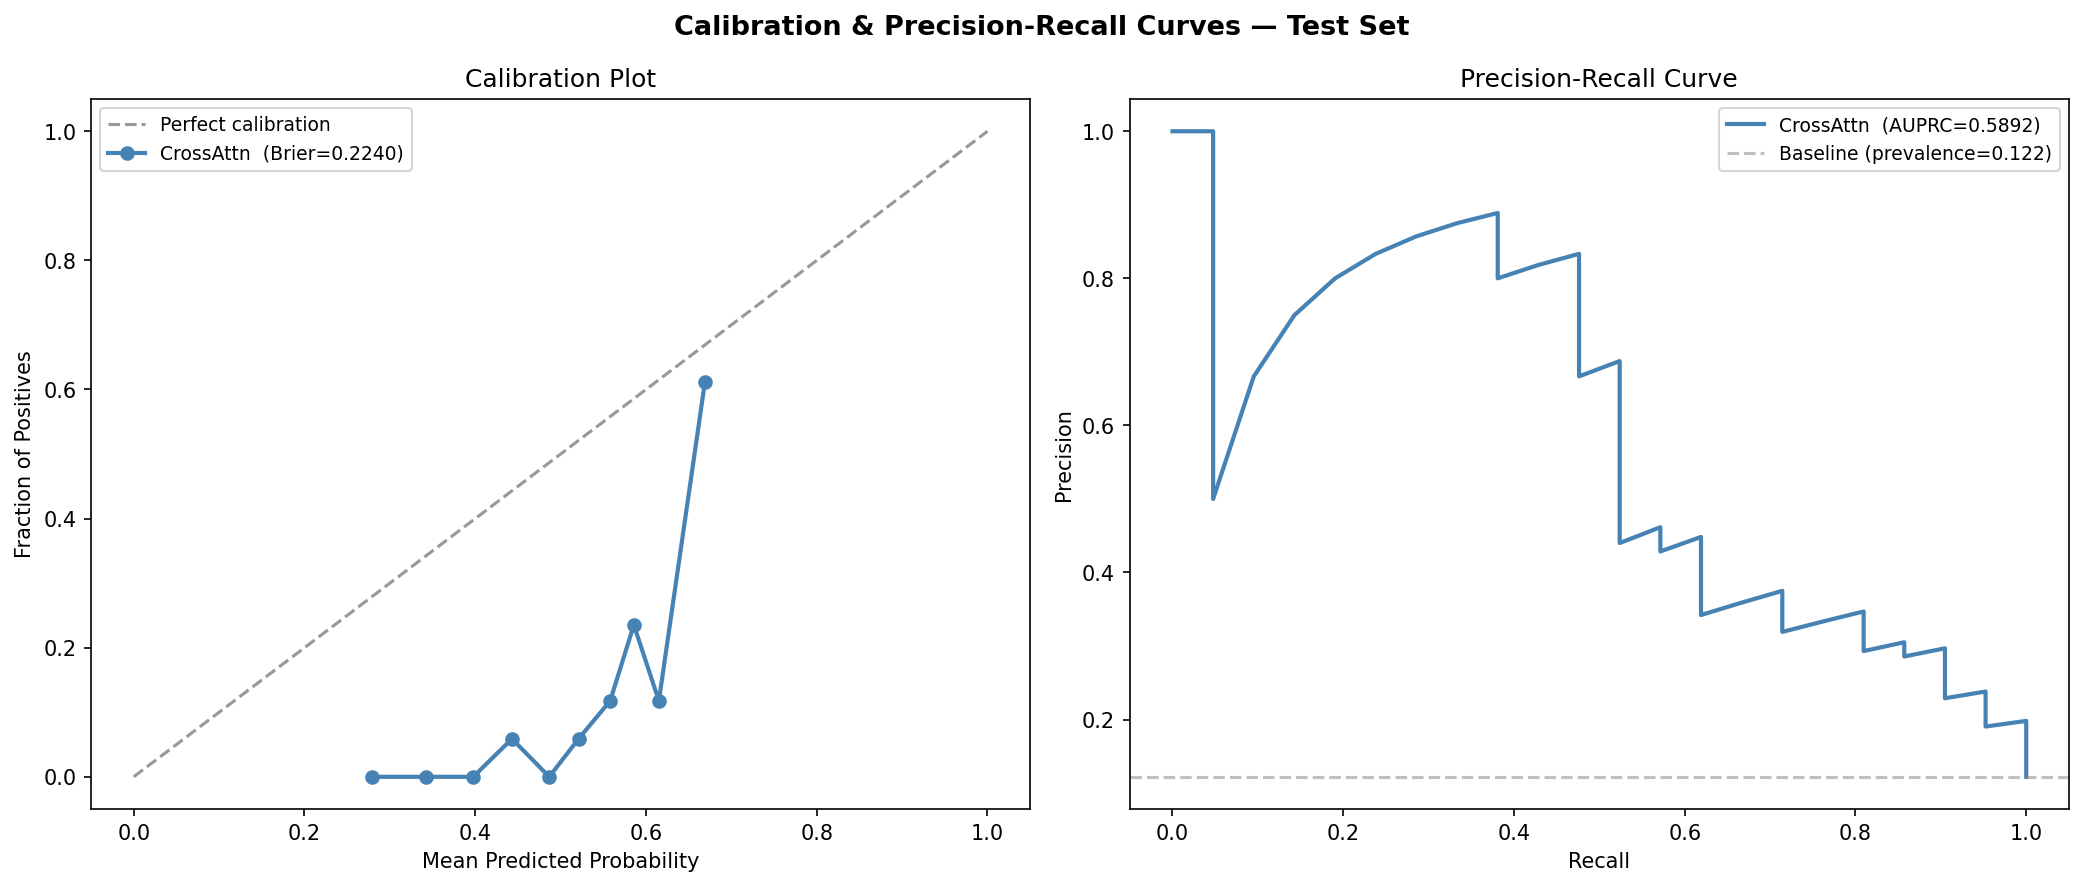 Calibration & Precision-Recall Curves — Test Set
Calibration Plot
Perfect calibration
CrossAttn (Brier=0.2240)
1.0
0.8
0.6
0.4
0.2
0.0
Fraction of Positives
0.0 0.2 0.4 0.6 0.8 1.0
Mean Predicted Probability
Precision-Recall Curve
CrossAttn (AUPRC=0.5892)
Baseline (prevalence=0.122)
1.0
0.8
0.6
0.4
0.2
Precision
0.0 0.2 0.4 0.6 0.8 1.0
Recall